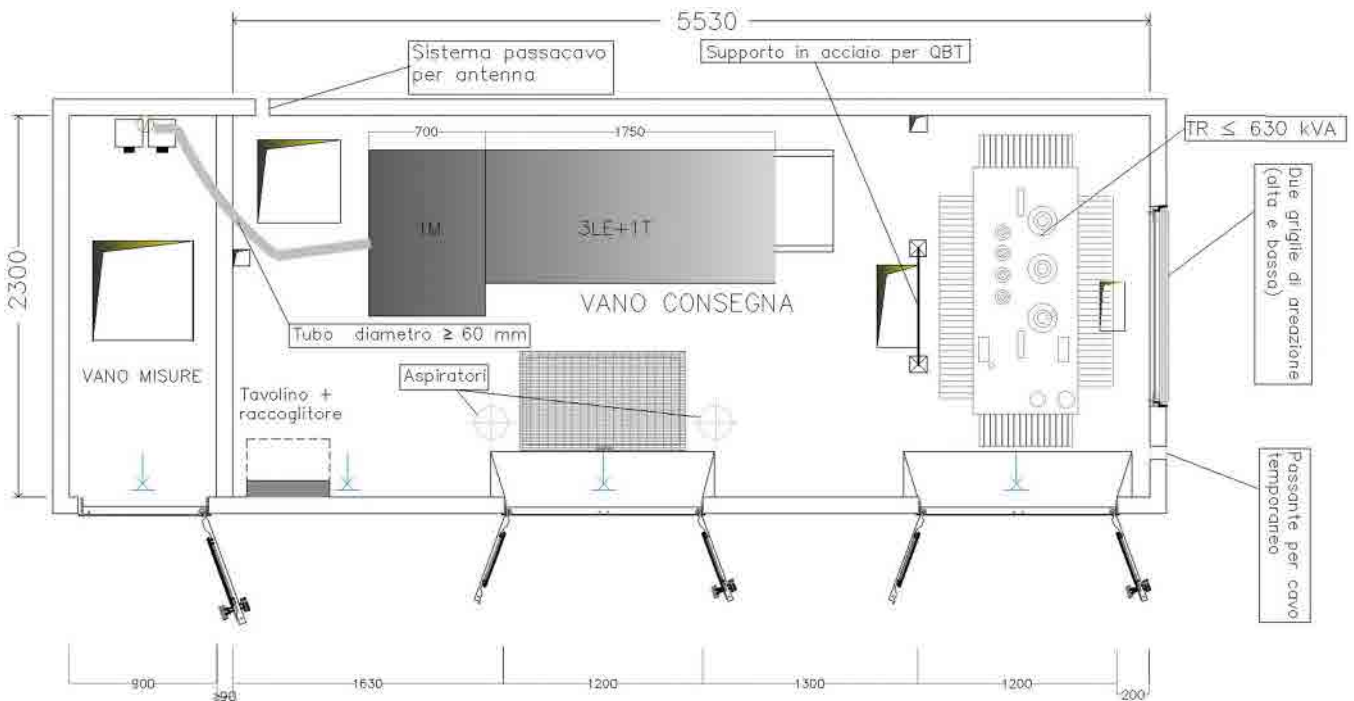 5530
Sistema passacavo
per antenna
Supporto in acciaio per QBT
TR ≤ 630 kVA
Due griglie di areazione
(alta e bassa)
700
1750
1M
3LE+1T
2300
VANO CONSEGNA
Tubo diametro ≥ 60 mm
VANO MISURE
Aspiratori
Tavolino +
raccoglitore
Passante per cavo
temporaneo
900
≥90
1630
1200
1300
1200
200